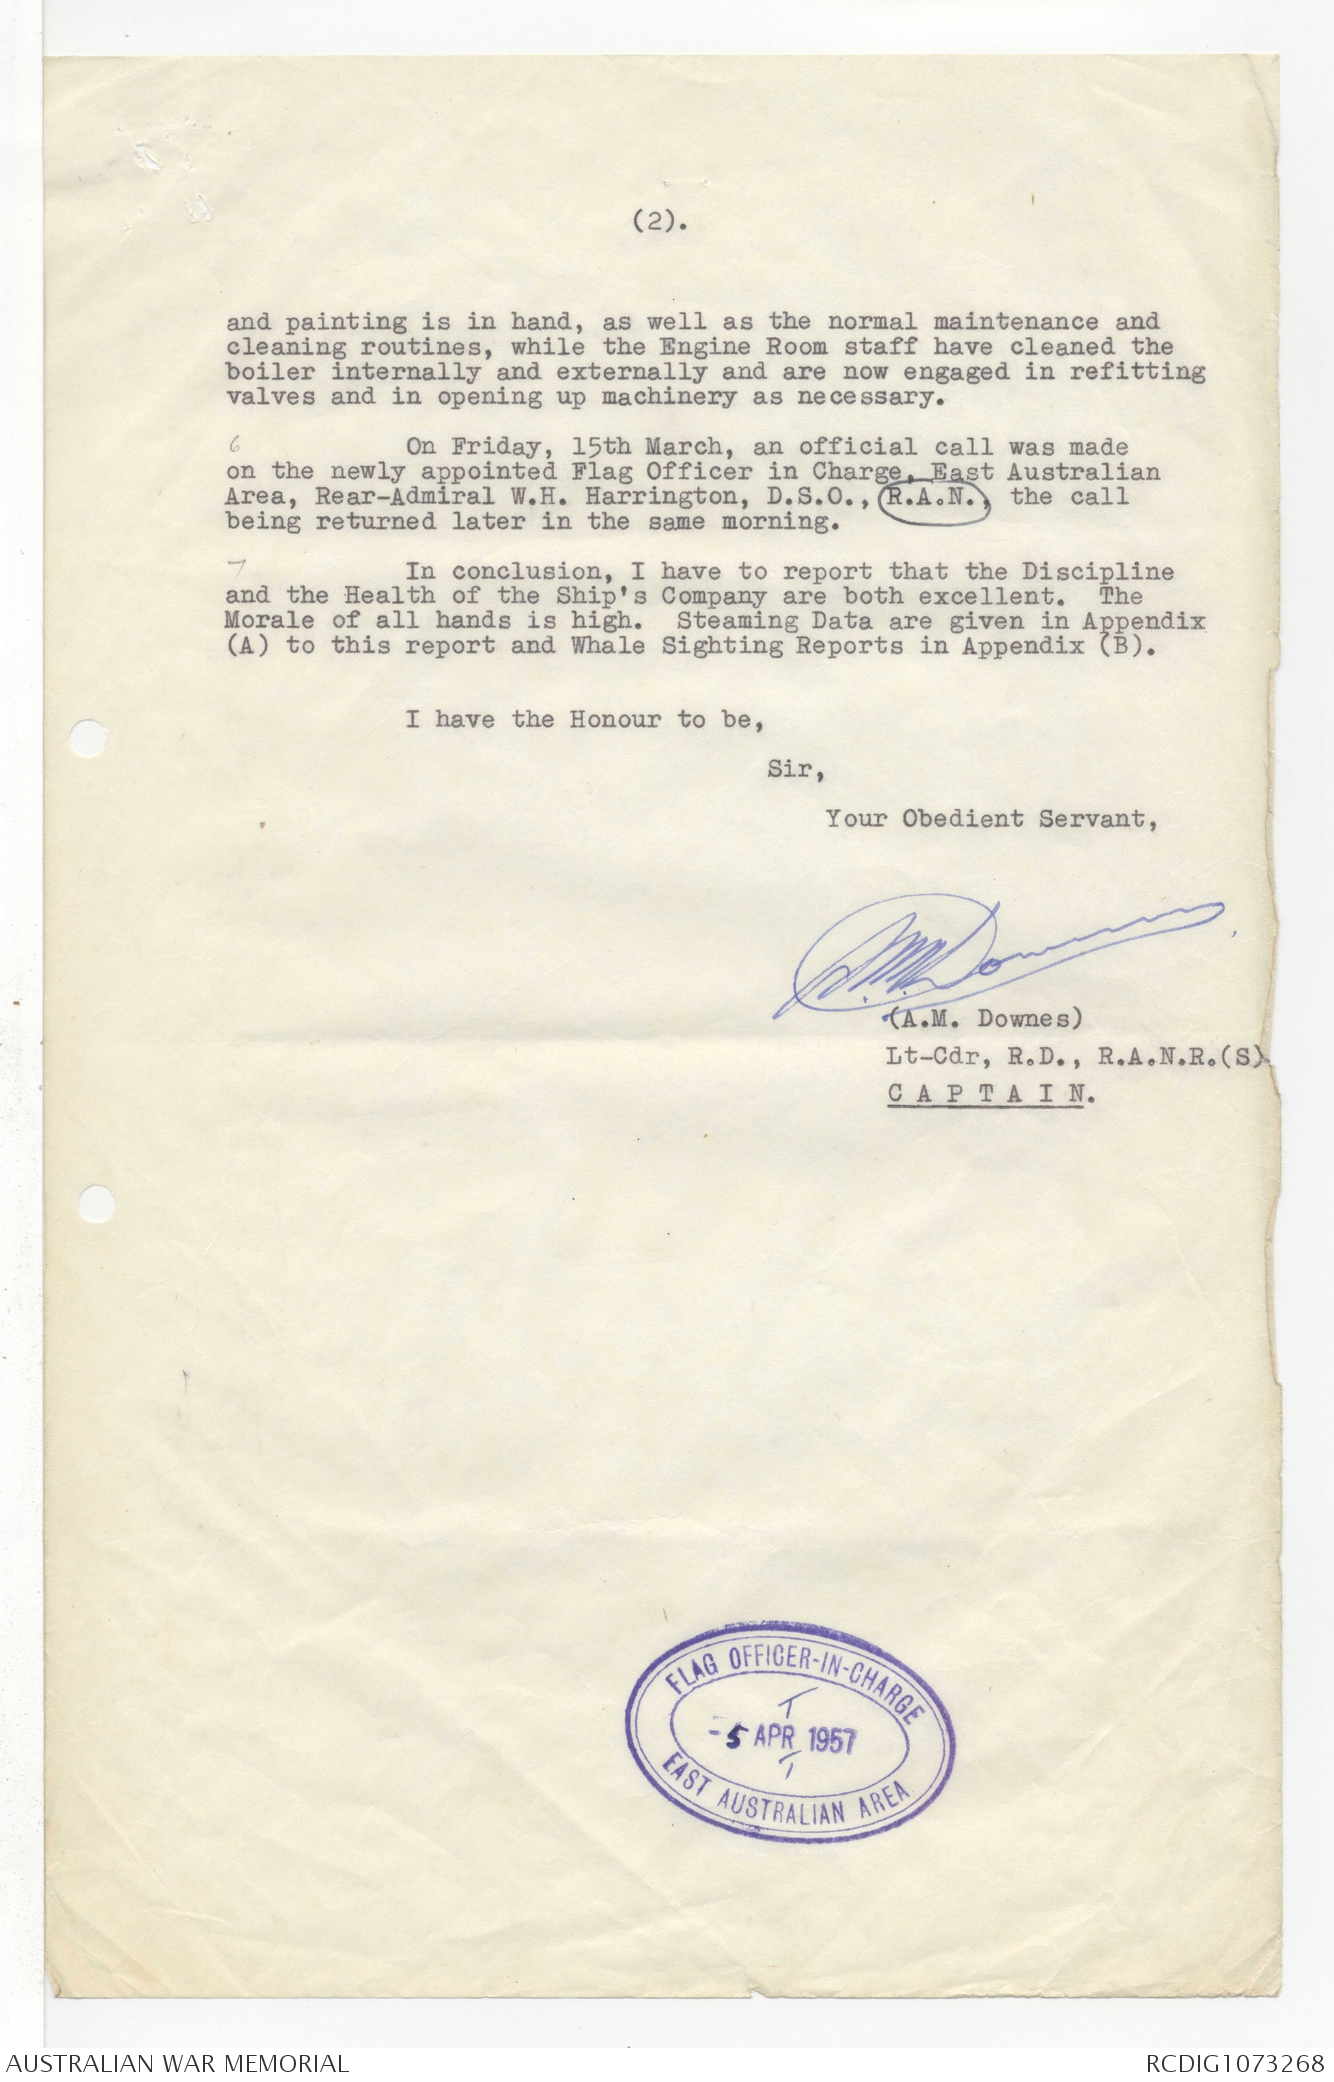 (2).
and painting is in hand, as well as the normal maintenance and
cleaning routines, while the Engine Room staff have cleaned the
boiler internally and externally and are now engaged in refitting
valves and in opening up machinery as necessary.
6 On Friday, 15th March, an official call was made
on the newly appointed Flag Officer in Charge, East Australian
Area, Rear-Admiral W.H. Harrington, D.S.O., R.A.N., the call
being returned later in the same morning.
7 In conclusion, I have to report that the Discipline
and the Health of the Ship's Company are both excellent. The
Morale of all hands is high. Steaming Data are given in Appendix
(A) to this report and Whale Sighting Reports in Appendix (B).
I have the Honour to be,
Sir,
Your Obedient Servant,
A.M. Downes
(A.M. Downes)
Lt-Cdr, R.D., R.A.N.R.(S)
C A P T A I N.
FLAG OFFICER-IN-CHARGE
-5 APR 1957
EAST AUSTRALIAN AREA
AUSTRALIAN WAR MEMORIAL
RCDIG1073268